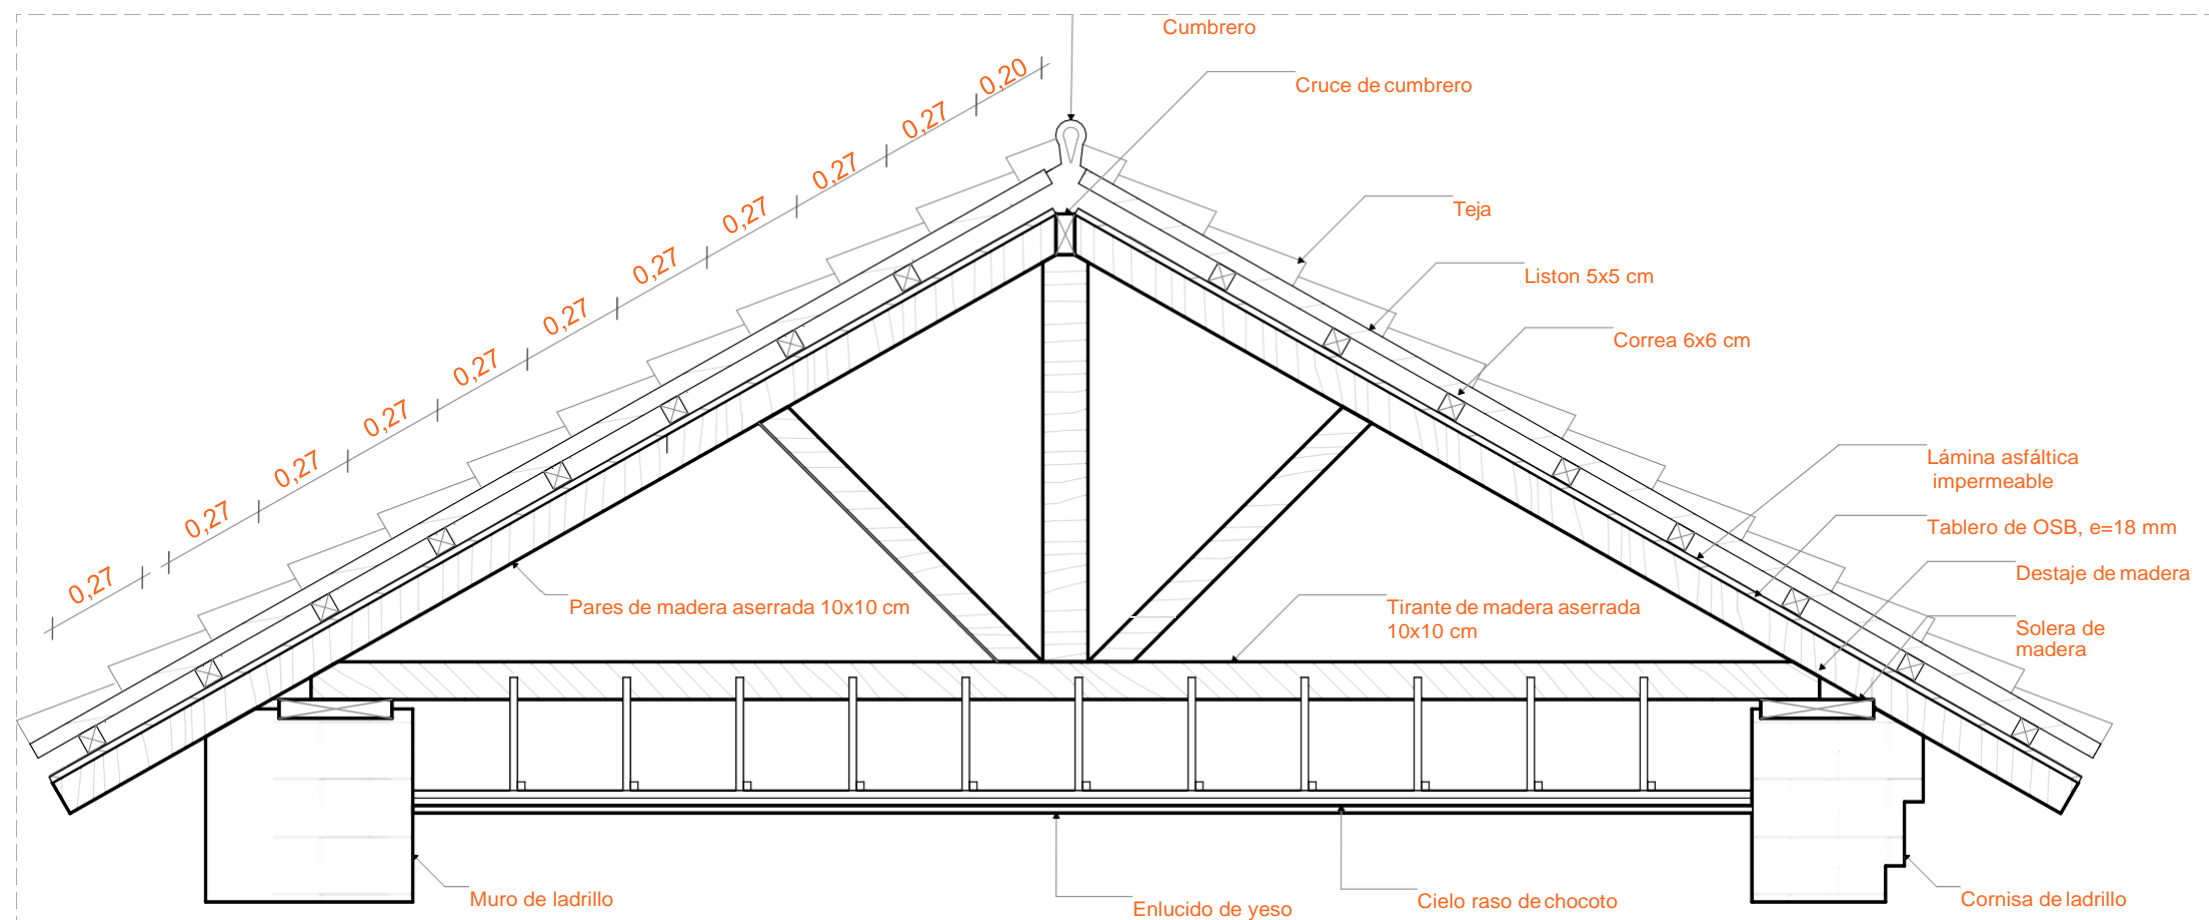 Cumbrero
Cruce de cumbrero
0,20
0,27
0,27
0,27
0,27
0,27
0,27
0,27
0,27
0,27
0,27
Teja
Liston 5x5 cm
Correa 6x6 cm
Lámina asfáltica
impermeable
Tablero de OSB, e=18 mm
Destaje de madera
Solera de
madera
Pares de madera aserrada 10x10 cm
Tirante de madera aserrada
10x10 cm
Muro de ladrillo
Enlucido de yeso
Cielo raso de chocoto
Cornisa de ladrillo